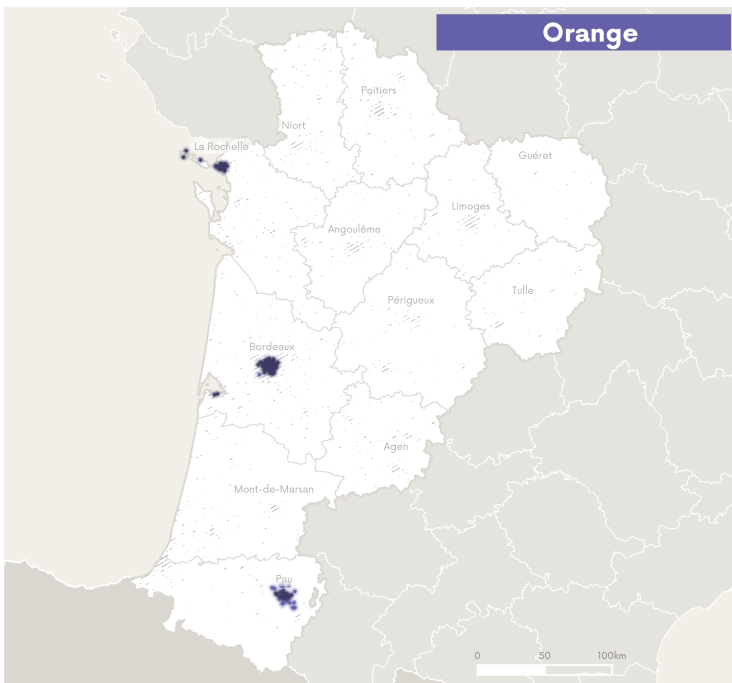 Orange
Poitiers
Niort
La Rochelle
Guéret
Limoges
Angoulême
Tulle
Périgueux
Bordeaux
Agen
Mont-de-Marsan
Pau
0 50 100km